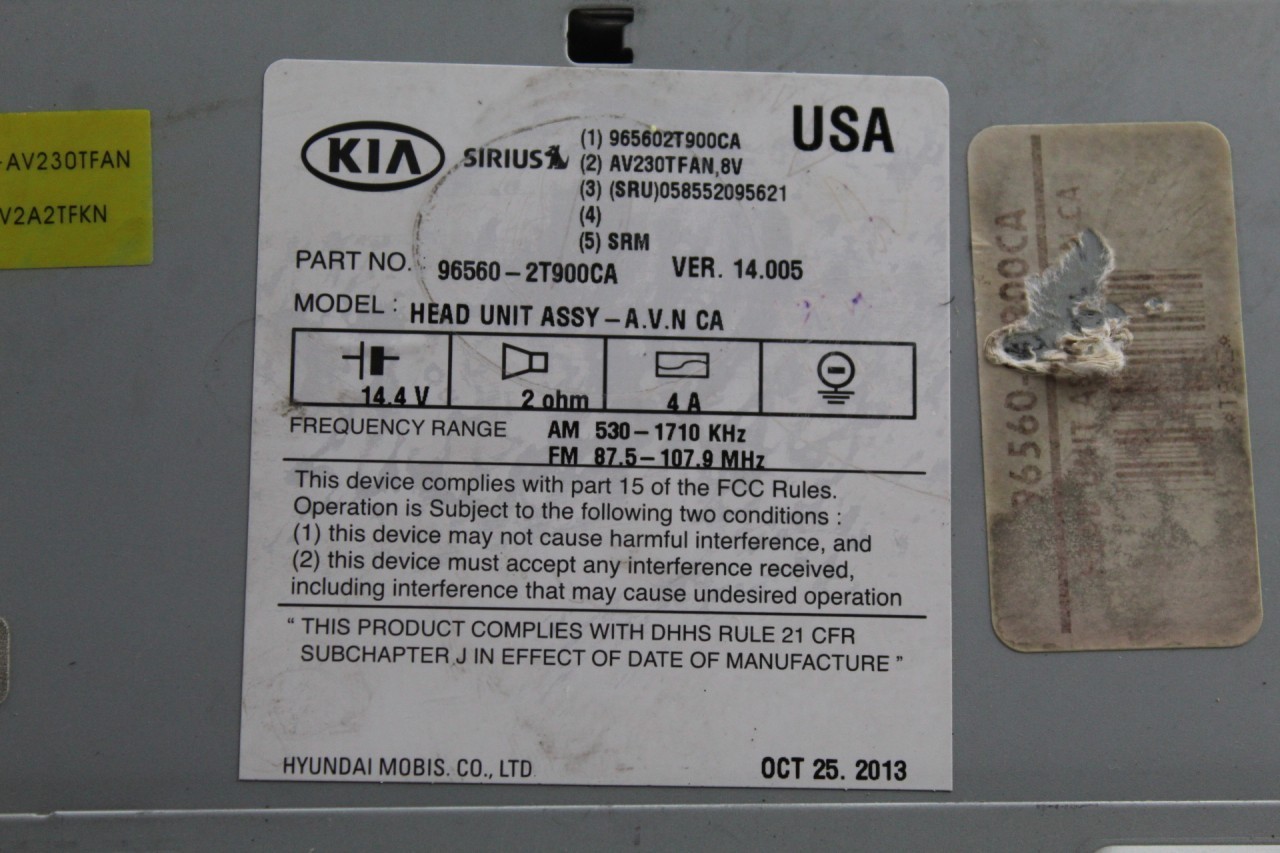 -AV230TFAN
V2A2TFKN
KIA SIRIUS
USA
(1) 965602T900CA
(2) AV230TFAN,8V
(3) (SRU)058552095621
(4)
(5) SRM
PART NO. 96560-2T900CA VER. 14.005
MODEL : HEAD UNIT ASSY-A.V.N CA
14.4 V 2 ohm 4 A
FREQUENCY RANGE AM 530-1710 KHz
FM 87.5-107.9 MHz
This device complies with part 15 of the FCC Rules.
Operation is Subject to the following two conditions :
(1) this device may not cause harmful interference, and
(2) this device must accept any interference received,
including interference that may cause undesired operation
“ THIS PRODUCT COMPLIES WITH DHHS RULE 21 CFR
SUBCHAPTER J IN EFFECT OF DATE OF MANUFACTURE ”
HYUNDAI MOBIS. CO., LTD OCT 25. 2013